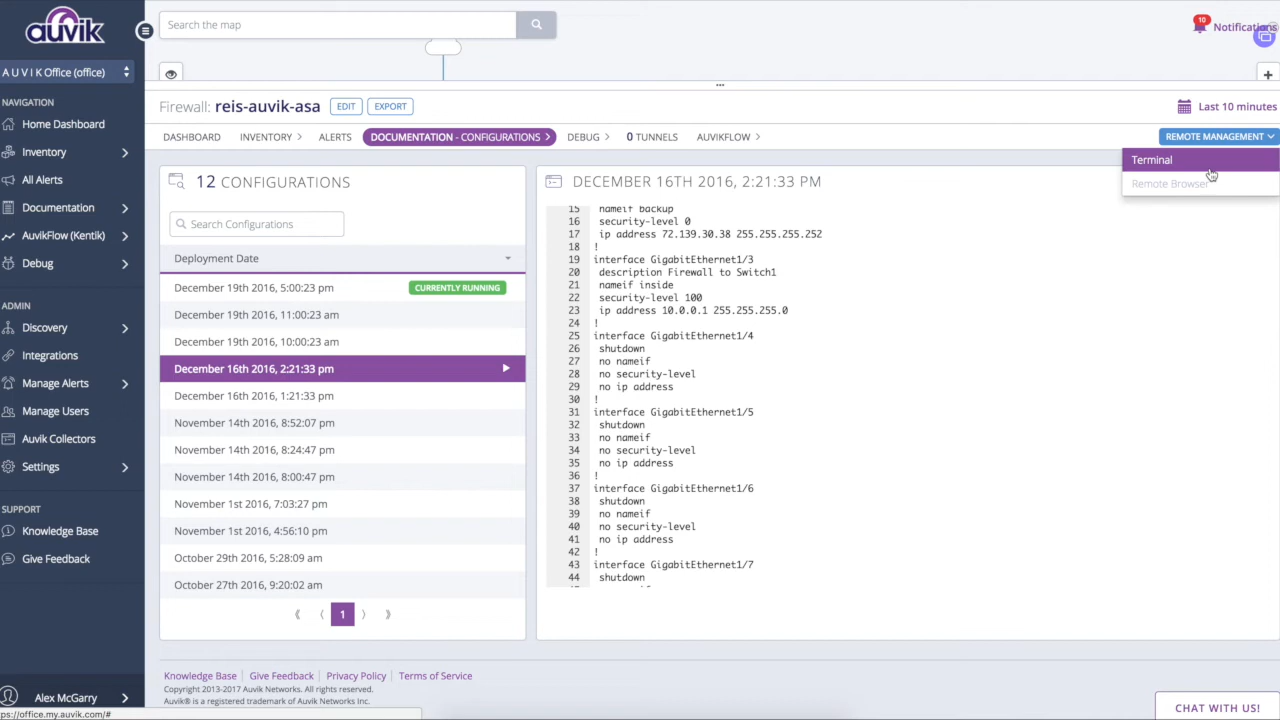 auvik
Search the map
10
Notifications
A U V I K Office (office)
NAVIGATION
Home Dashboard
Inventory
All Alerts
Documentation
AuvikFlow (Kentik)
Debug
ADMIN
Discovery
Integrations
Manage Alerts
Manage Users
Auvik Collectors
Settings
SUPPORT
Knowledge Base
Give Feedback
Alex McGarry
ps://office.my.auvik.com/#
Firewall: reis-auvik-asa
EDIT
EXPORT
Last 10 minutes
DASHBOARD
INVENTORY
ALERTS
DOCUMENTATION - CONFIGURATIONS
DEBUG
0 TUNNELS
AUVIKFLOW
REMOTE MANAGEMENT
Terminal
Remote Browser
12 CONFIGURATIONS
Search Configurations
Deployment Date
December 19th 2016, 5:00:23 pm CURRENTLY RUNNING
December 19th 2016, 11:00:23 am
December 19th 2016, 10:00:23 am
December 16th 2016, 2:21:33 pm
December 16th 2016, 1:21:33 pm
November 14th 2016, 8:52:07 pm
November 14th 2016, 8:24:47 pm
November 14th 2016, 8:00:47 pm
November 1st 2016, 7:03:27 pm
November 1st 2016, 4:56:10 pm
October 29th 2016, 5:28:09 am
October 27th 2016, 9:20:02 am
1
DECEMBER 16TH 2016, 2:21:33 PM
15 nameif backup
16 security-level 0
17 ip address 72.139.30.38 255.255.255.252
18 !
19 interface GigabitEthernet1/3
20 description Firewall to Switch1
21 nameif inside
22 security-level 100
23 ip address 10.0.0.1 255.255.255.0
24 !
25 interface GigabitEthernet1/4
26 shutdown
27 no nameif
28 no security-level
29 no ip address
30 !
31 interface GigabitEthernet1/5
32 shutdown
33 no nameif
34 no security-level
35 no ip address
36 !
37 interface GigabitEthernet1/6
38 shutdown
39 no nameif
40 no security-level
41 no ip address
42 !
43 interface GigabitEthernet1/7
44 shutdown
Knowledge Base Give Feedback Privacy Policy Terms of Service
Copyright 2013-2017 Auvik Networks. All rights reserved.
Auvik® is a registered trademark of Auvik Networks Inc.
CHAT WITH US!